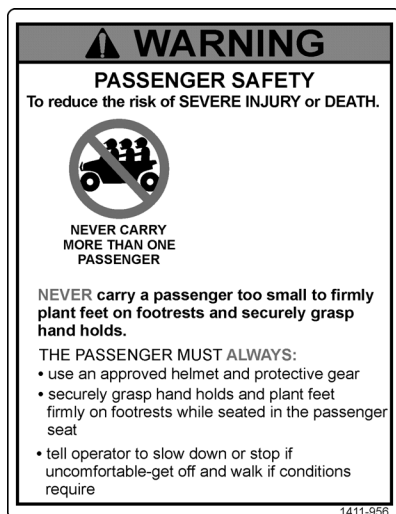 WARNING
PASSENGER SAFETY
To reduce the risk of SEVERE INJURY or DEATH.
NEVER CARRY
MORE THAN ONE
PASSENGER
NEVER carry a passenger too small to firmly
plant feet on footrests and securely grasp
hand holds.
THE PASSENGER MUST ALWAYS:
• use an approved helmet and protective gear
• securely grasp hand holds and plant feet
firmly on footrests while seated in the passenger
seat
• tell operator to slow down or stop if
uncomfortable-get off and walk if conditions
require
1411-956